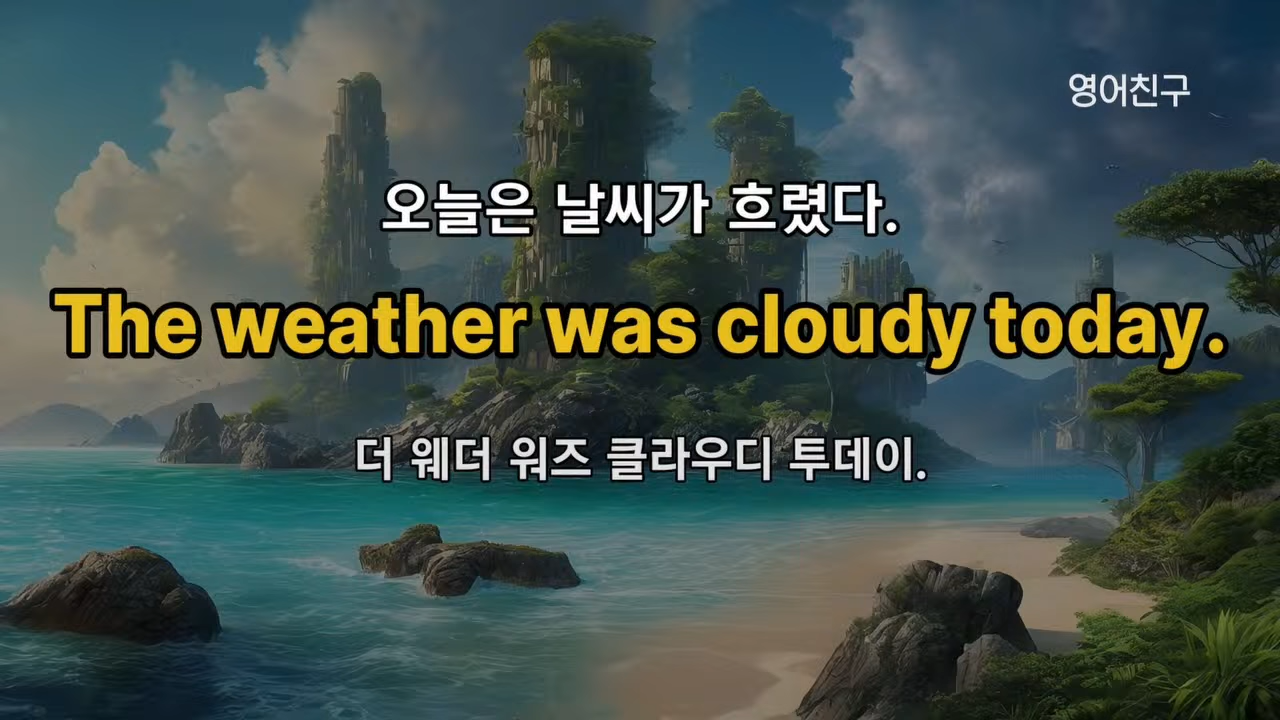 영어친구
오늘은 날씨가 흐렸다.
The weather was cloudy today.
더 웨더 워즈 클라우디 투데이.